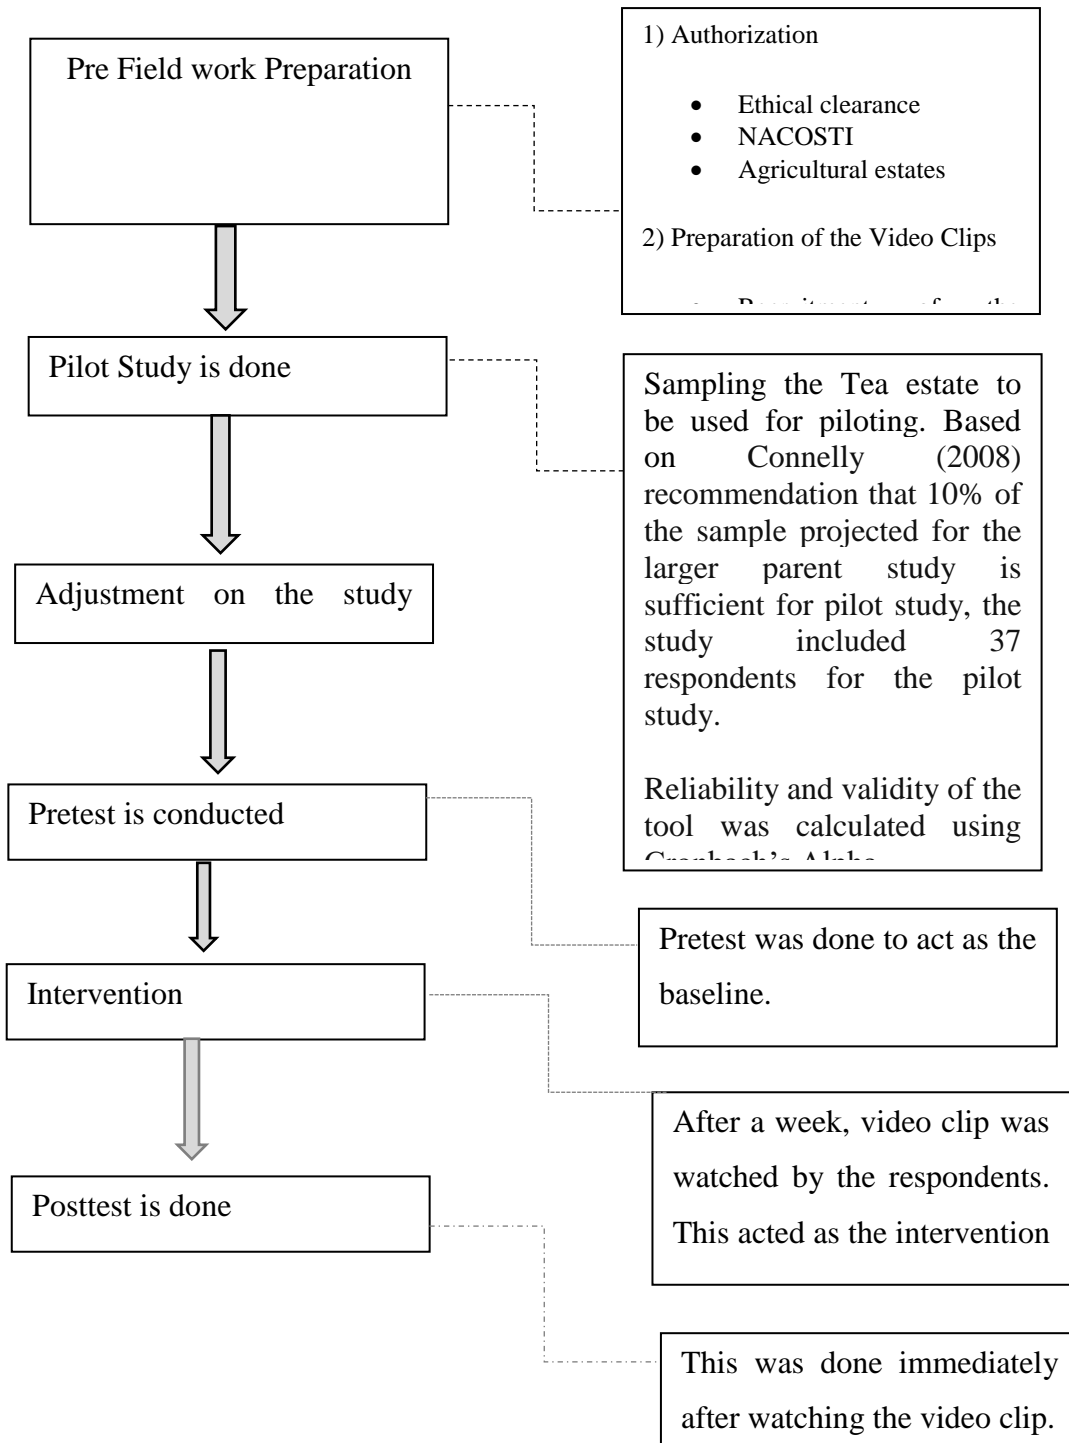 Pre Field work Preparation
1) Authorization
• Ethical clearance
• NACOSTI
• Agricultural estates
2) Preparation of the Video Clips
Pilot Study is done
Sampling the Tea estate to
be used for piloting. Based
on Connelly (2008)
recommendation that 10% of
the sample projected for the
larger parent study is
sufficient for pilot study, the
study included 37
respondents for the pilot
study.
Reliability and validity of the
tool was calculated using
Adjustment on the study
Pretest is conducted
Pretest was done to act as the
baseline.
Intervention
After a week, video clip was
watched by the respondents.
This acted as the intervention
Posttest is done
This was done immediately
after watching the video clip.